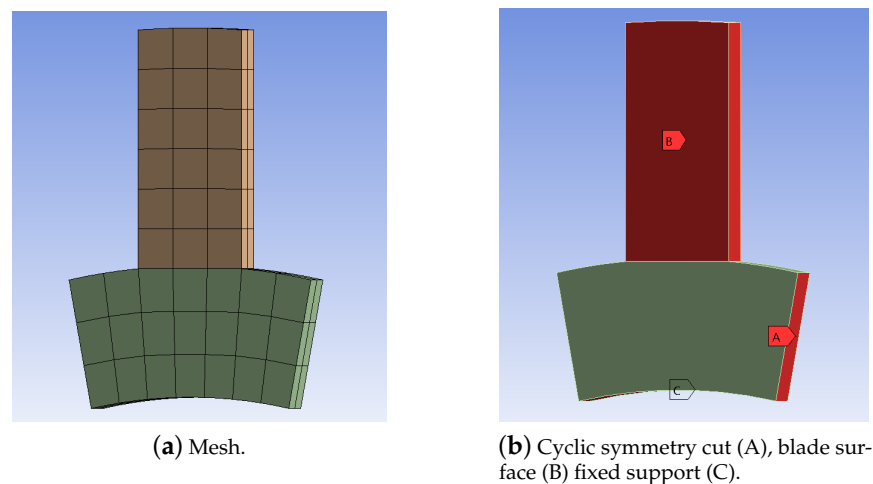 B
A
C
(a) Mesh.
(b) Cyclic symmetry cut (A), blade sur-
face (B) fixed support (C).